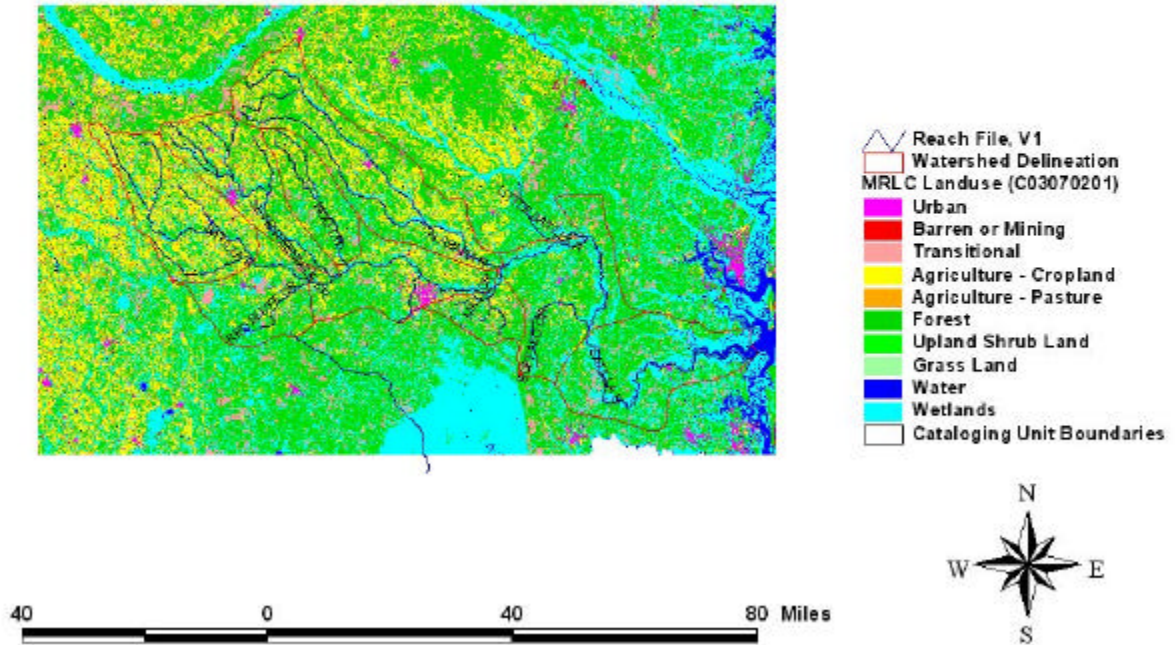 Reach File, V1
Watershed Delineation
MRLC Landuse (C03070201)
Urban
Barren or Mining
Transitional
Agriculture - Cropland
Agriculture - Pasture
Forest
Upland Shrub Land
Grass Land
Water
Wetlands
Cataloging Unit Boundaries
N
W E
S
40 0 40 80 Miles